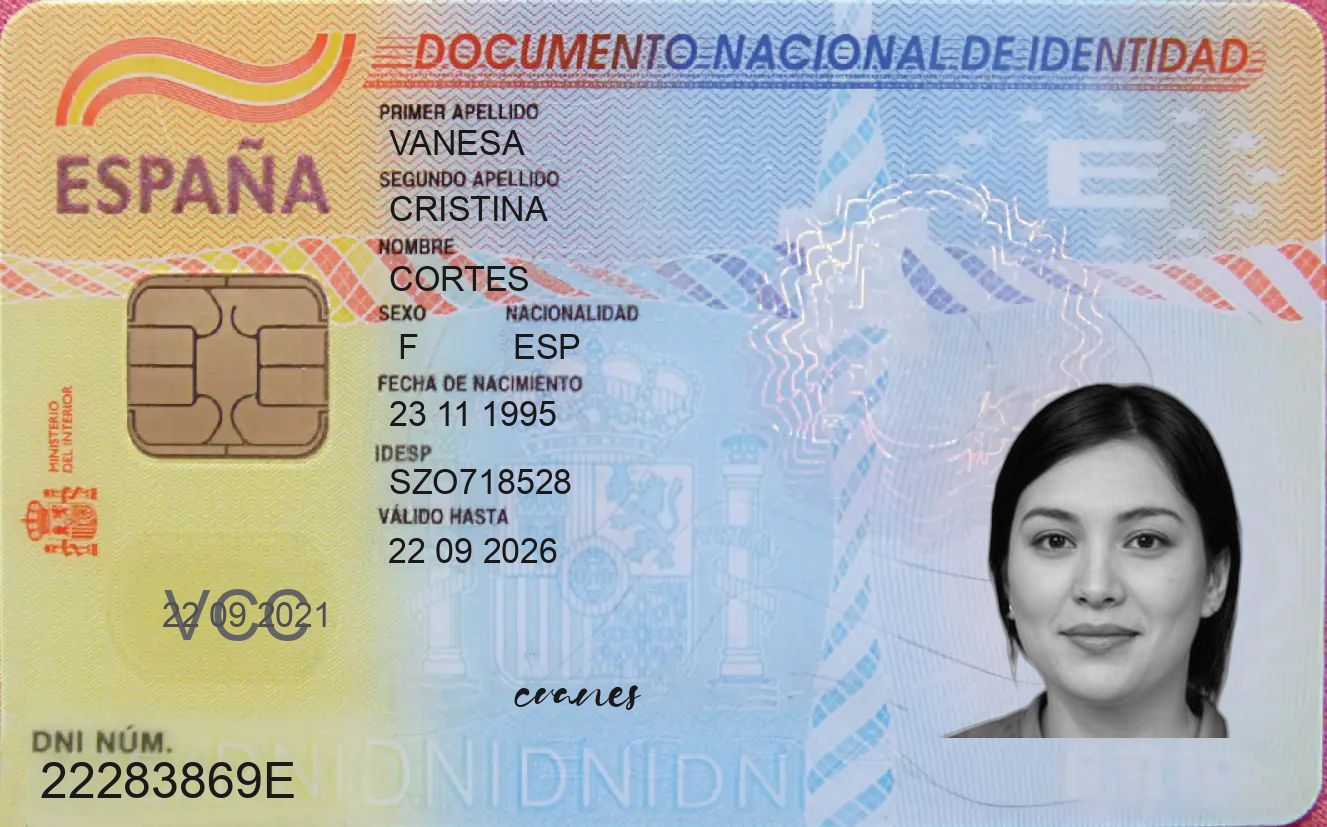 DOCUMENTO NACIONAL DE IDENTIDAD
ESPAÑA
PRIMER APELLIDO
VANESA
SEGUNDO APELLIDO
CRISTINA
NOMBRE
CORTES
SEXO NACIONALIDAD
F ESP
FECHA DE NACIMIENTO
23 11 1995
IDESP
SZO718528
VÁLIDO HASTA
22 09 2026
MINISTERIO
DEL INTERIOR
E
VCC
22 09 2021
cvanes
DNI NÚM.
22283869E
DNIDNIDNIDNI